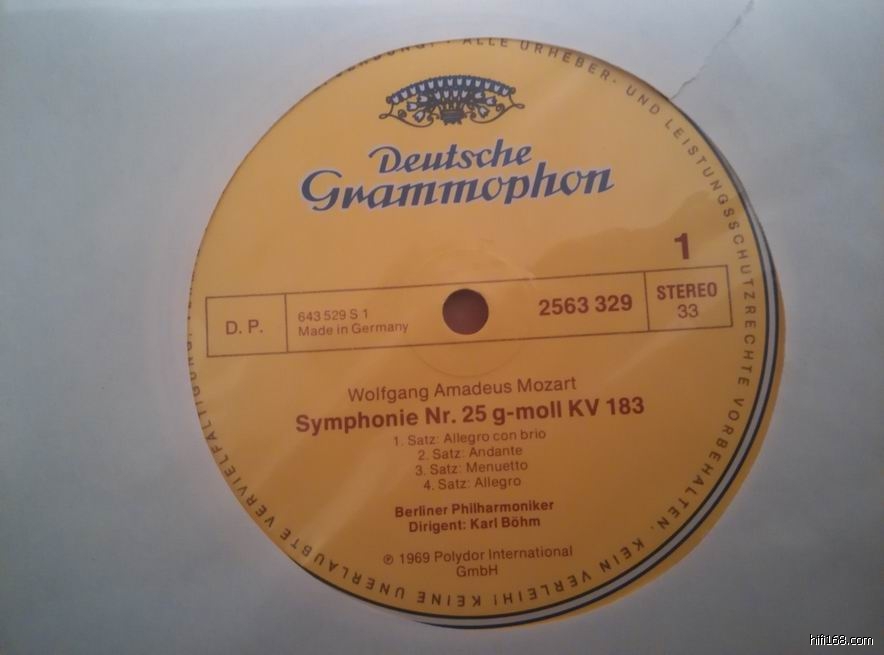 Deutsche
Grammophon
1
D. P.
643 529 S 1
Made in Germany
2563 329
STEREO
33
Wolfgang Amadeus Mozart
Symphonie Nr. 25 g-moll KV 183
1. Satz: Allegro con brio
2. Satz: Andante
3. Satz: Menuetto
4. Satz: Allegro
Berliner Philharmoniker
Dirigent: Karl Böhm
℗ 1969 Polydor International
GmbH
ALLE URHEBER- UND LEISTUNGSSCHUTZRECHTE VORBEHALTEN. KEIN VERLEIH! KEINE UNERLAUBTE VERVIELFÄLTIGUNG
hifi168.com